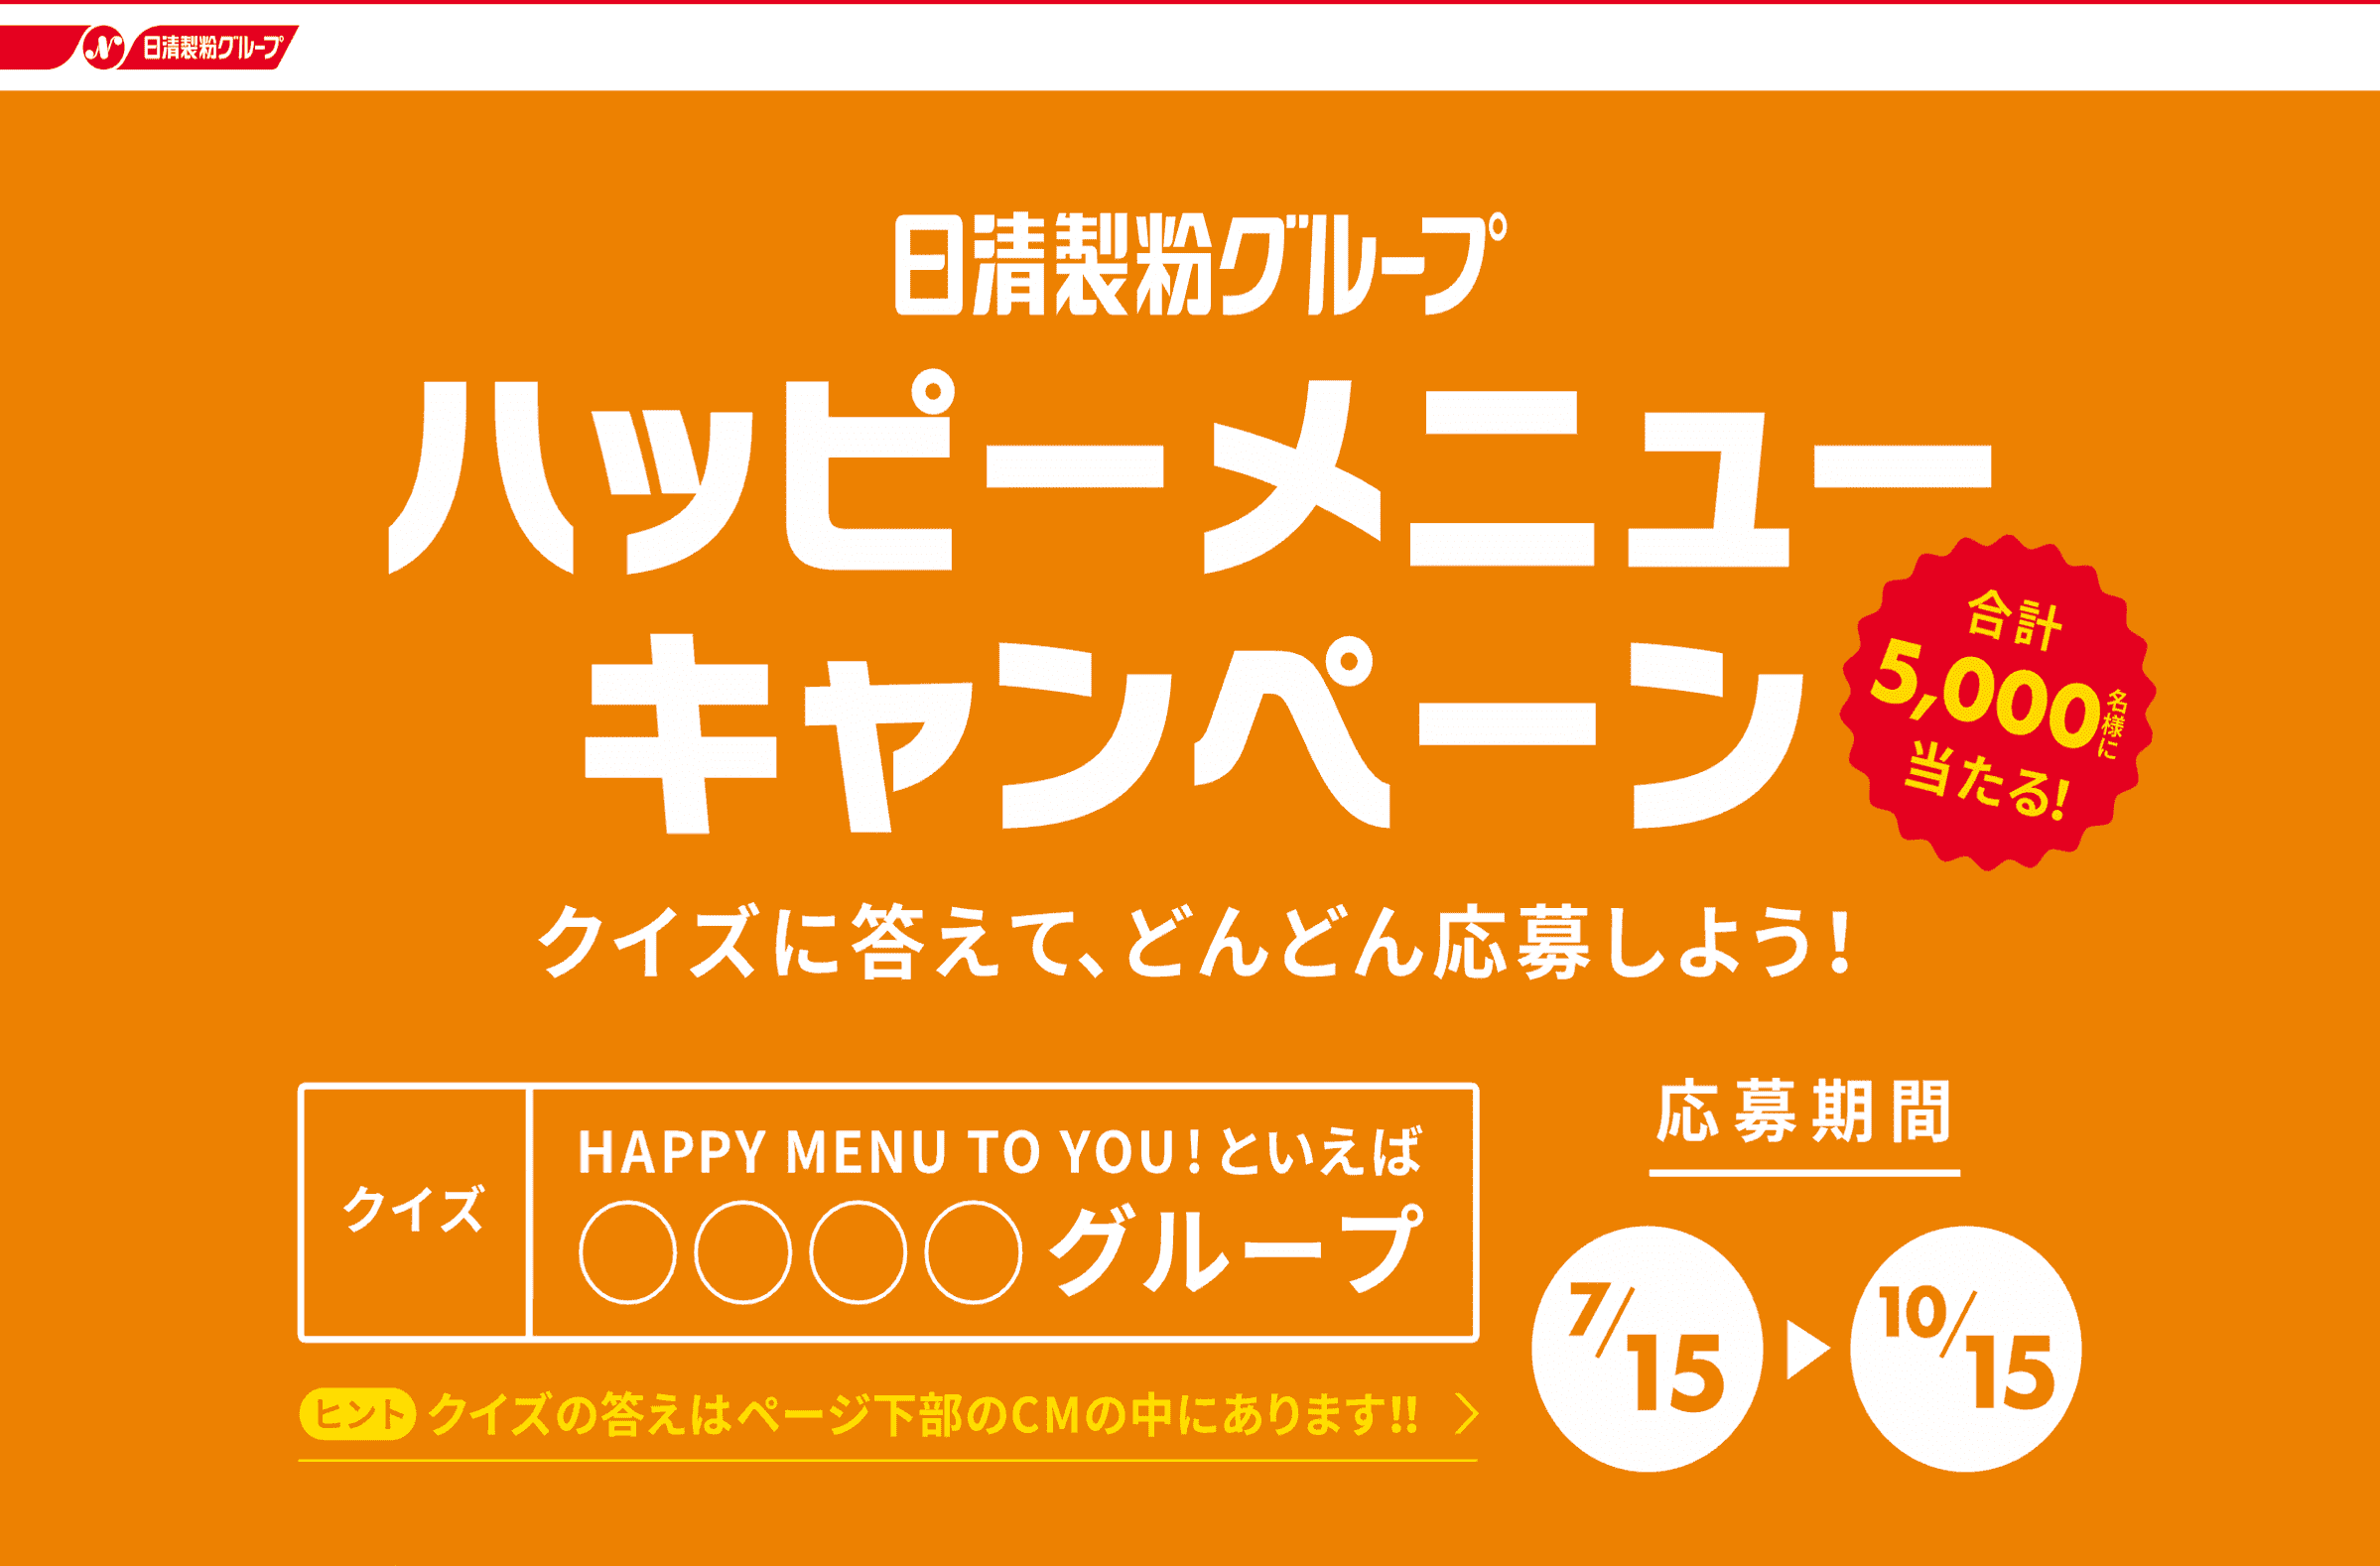 日清製粉グループ
日清製粉グループ
ハッピーメニュー
キャンペーン
合計
5,000名様に
当たる!
クイズに答えて、どんどん応募しよう!
クイズ
HAPPY MENU TO YOU!といえば
○○○○グループ
ヒント クイズの答えはページ下部のCMの中にあります!!
応募期間
7/15
10/15